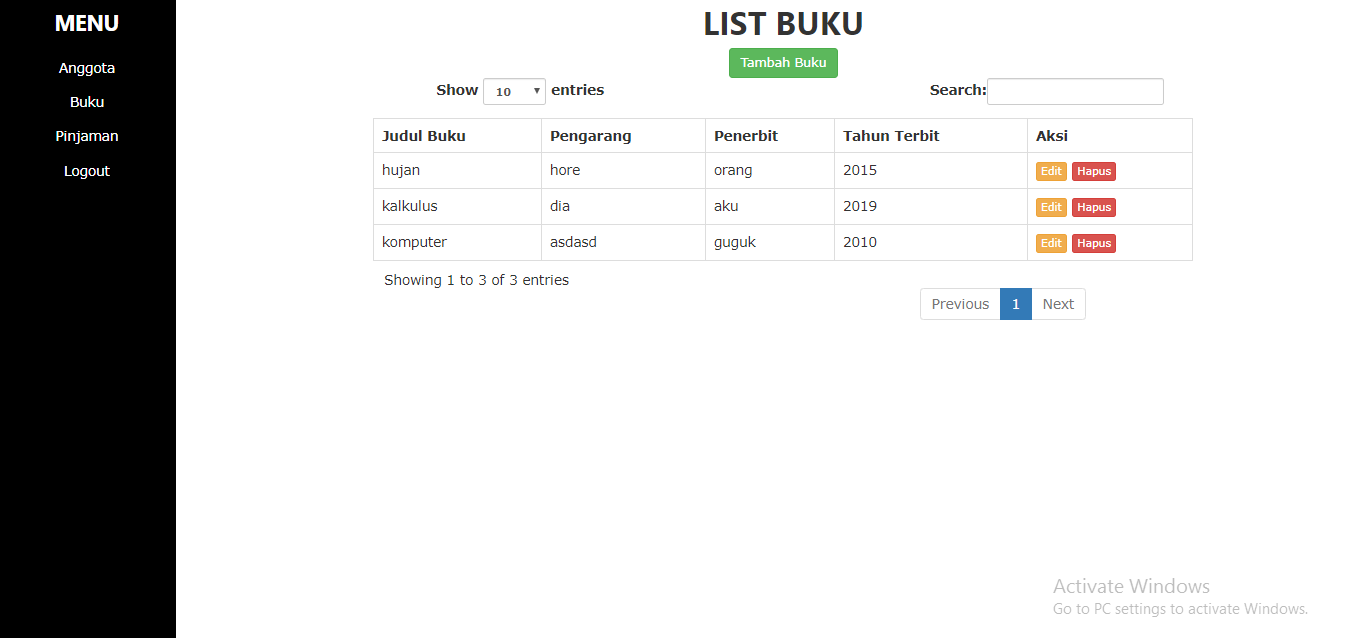 MENU
Anggota
Buku
Pinjaman
Logout
LIST BUKU
Tambah Buku
Show 10 entries
Search:
Judul Buku Pengarang Penerbit Tahun Terbit Aksi
hujan hore orang 2015 Edit Hapus
kalkulus dia aku 2019 Edit Hapus
komputer asdasd guguk 2010 Edit Hapus
Showing 1 to 3 of 3 entries
Previous 1 Next
Activate Windows
Go to PC settings to activate Windows.